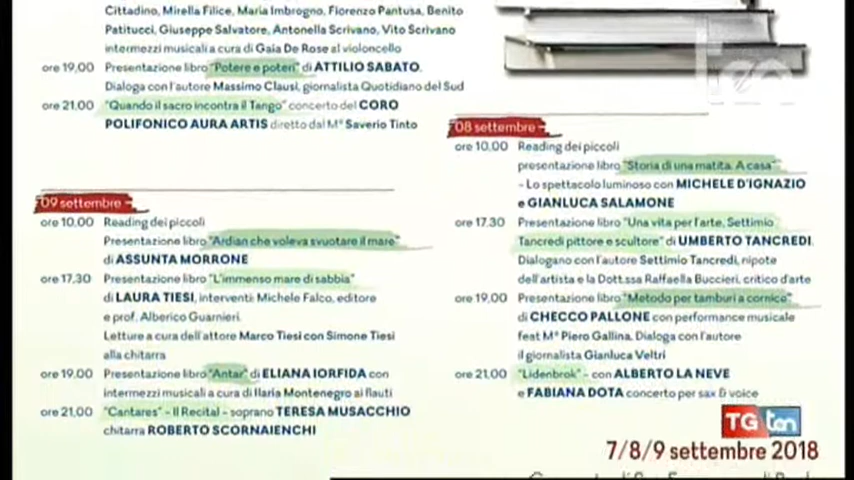 Cittadino, Mirella Filice, Maria Imbrogno, Fiorenzo Pantusa, Benito
Patitucci, Giuseppe Salvatore, Antonella Scrivano, Vito Scrivano
intermezzi musicali a cura di Gaia De Rose al violoncello
ore 19,00 Presentazione libro "Potere e poteri" di ATTILIO SABATO.
Dialoga con l'autore Massimo Clausi, giornalista Quotidiano del Sud
ore 21.00 "Quando il sacro incontra il Tango" concerto del CORO
POLIFONICO AURA ARTIS diretto dal M° Saverio Tinto
09 settembre
ore 10.00 Reading dei piccoli
Presentazione libro "Ardian che voleva svuotare il mare"
di ASSUNTA MORRONE
ore 17,30 Presentazione libro "L'immenso mare di sabbia"
di LAURA TIESI, interventi: Michele Falco, editore
e prof. Alberico Guarnieri.
Letture a cura dell'attore Marco Tiesi con Simone Tiesi
alla chitarra
ore 19.00 Presentazione libro "Antar" di ELIANA IORFIDA con
intermezzi musicali a cura di Ilaria Montenegro ai flauti
ore 21,00 "Cantares" - Il Recital - soprano TERESA MUSACCHIO
chitarra ROBERTO SCORNAIENCHI
08 settembre
ore 10,00 Reading dei piccoli
presentazione libro "Storia di una matita. A casa"
- Lo spettacolo luminoso con MICHELE D'IGNAZIO
e GIANLUCA SALAMONE
ore 17.30 Presentazione libro "Una vita per l'arte, Settimio
Tancredi pittore e scultore" di UMBERTO TANCREDI.
Dialogano con l'autore Settimio Tancredi, nipote
dell'artista e la Dott.ssa Raffaella Buccieri, critico d'arte
ore 19,00 Presentazione libro "Metodo per tamburi a cornice"
di CHECCO PALLONE con performance musicale
feat M° Piero Gallina. Dialoga con l'autore
il giornalista Gianluca Veltri
ore 21,00 "Lidenbrok" - con ALBERTO LA NEVE
e FABIANA DOTA concerto per sax & voice
ten
TG ten
7/8/9 settembre 2018